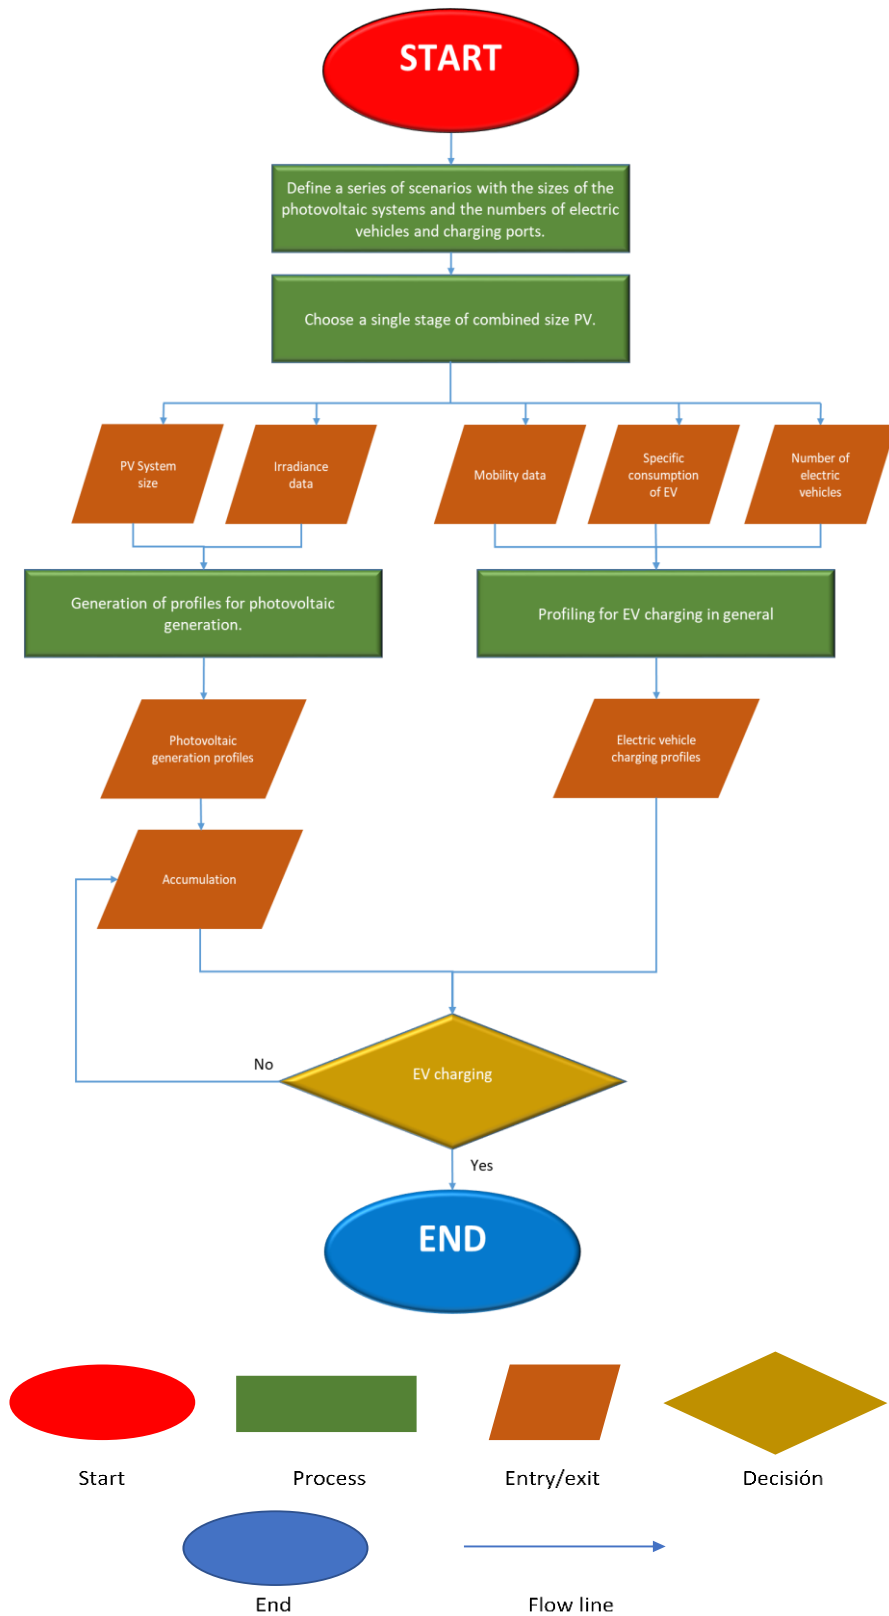 START
Define a series of scenarios with the sizes of the
photovoltaic systems and the numbers of electric
vehicles and charging ports.
Choose a single stage of combined size PV.
PV System
size
Irradiance
data
Mobility data
Specific
consumption
of EV
Number of
electric
vehicles
Generation of profiles for photovoltaic
generation.
Profiling for EV charging in general
Photovoltaic
generation profiles
Electric vehicle
charging profiles
Accumulation
No
EV charging
Yes
END
Start
Process
Entry/exit
Decisión
End
Flow line